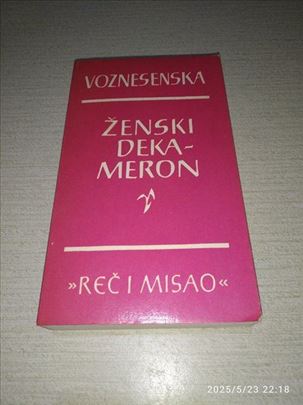 VOZNESENSKA
ŽENSKI
DEKA-
MERON
»REČ I MISAO«
2025/5/23 22:18